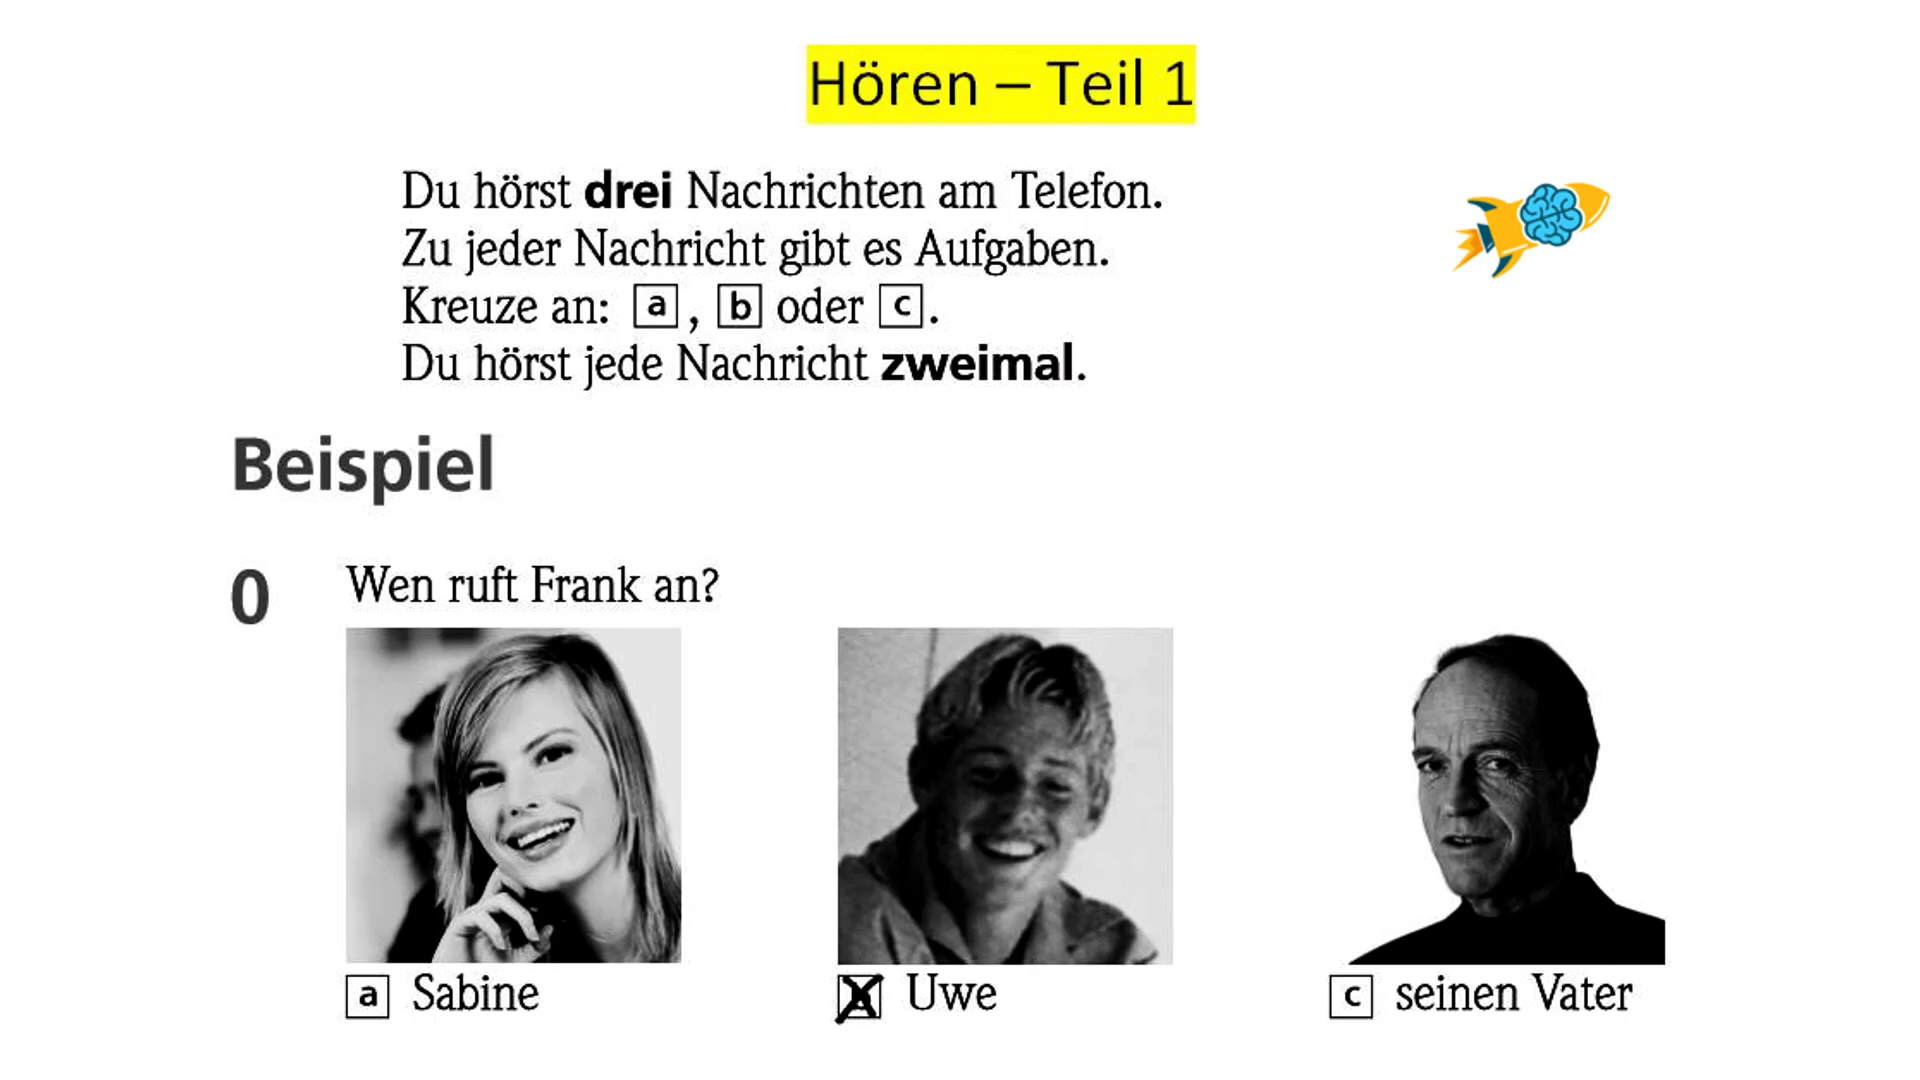 Hören – Teil 1
Du hörst drei Nachrichten am Telefon.
Zu jeder Nachricht gibt es Aufgaben.
Kreuze an: a , b oder c .
Du hörst jede Nachricht zweimal.
Beispiel
0 Wen ruft Frank an?
a Sabine
Uwe
c seinen Vater